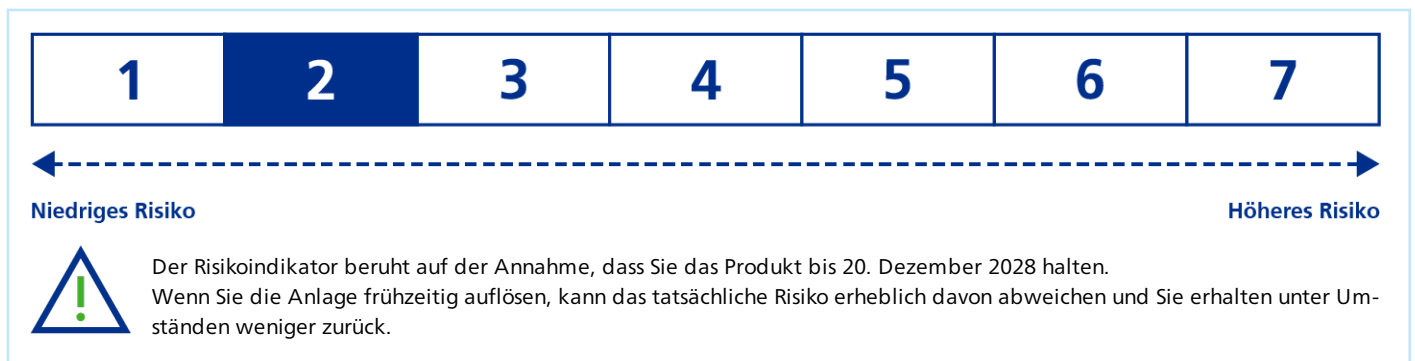 1 2 3 4 5 6 7
Niedriges Risiko Höheres Risiko
Der Risikoindikator beruht auf der Annahme, dass Sie das Produkt bis 20. Dezember 2028 halten.
Wenn Sie die Anlage frühzeitig auflösen, kann das tatsächliche Risiko erheblich davon abweichen und Sie erhalten unter Um-
ständen weniger zurück.